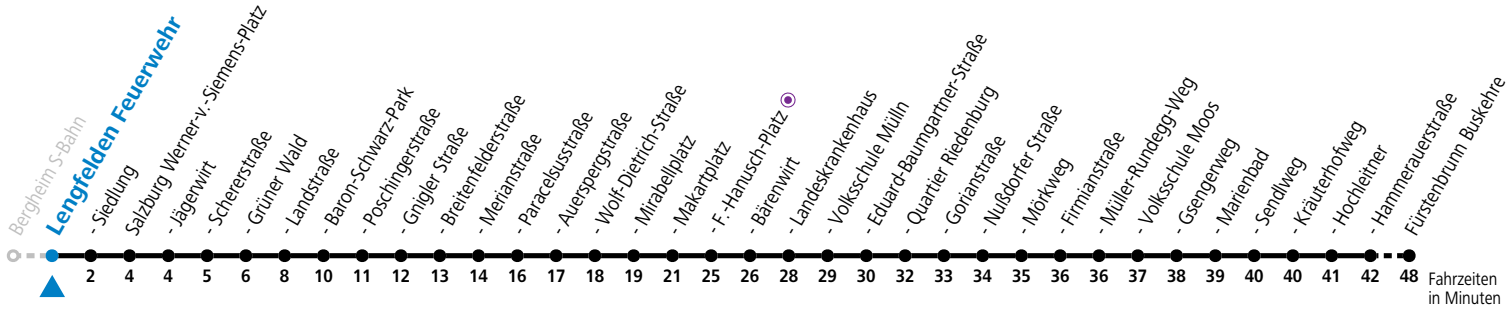 Bergheim S-Bahn
Lengfelden Feuerwehr
- Siedlung
Salzburg Werner-v.-Siemens-Platz
- Jägerwirt
- Scherерstraße
- Grüner Wald
- Landstraße
- Baron-Schwarz-Park
- Poschingerstraße
- Gnigler Straße
- Breitenfelderstraße
- Merianstraße
- Paracelsusstraße
- Auerspergstraße
- Wolf-Dietrich-Straße
- Mirabellplatz
- Makartplatz
- F.-Hanusch-Platz
- Bärenwirt
- Landeskrankenhaus
- Volksschule Mülln
- Eduard-Baumgartner-Straße
- Quartier Riedenburg
- Gorianstraße
- Nußdorfer Straße
- Mörkweg
- Firmianstraße
- Müller-Rundegg-Weg
- Volksschule Moos
- Gsengerweg
- Marienbad
- Sendlweg
- Kräuterhofweg
- Hochleitner
- Hammerauerstraße
Fürstenbrunn Buskehre
2 4 4 5 6 8 10 11 12 13 14 16 17 18 19 21 25 26 28 29 30 32 33 34 35 36 36 37 38 39 40 40 41 42 48
Fahrzeiten
in Minuten